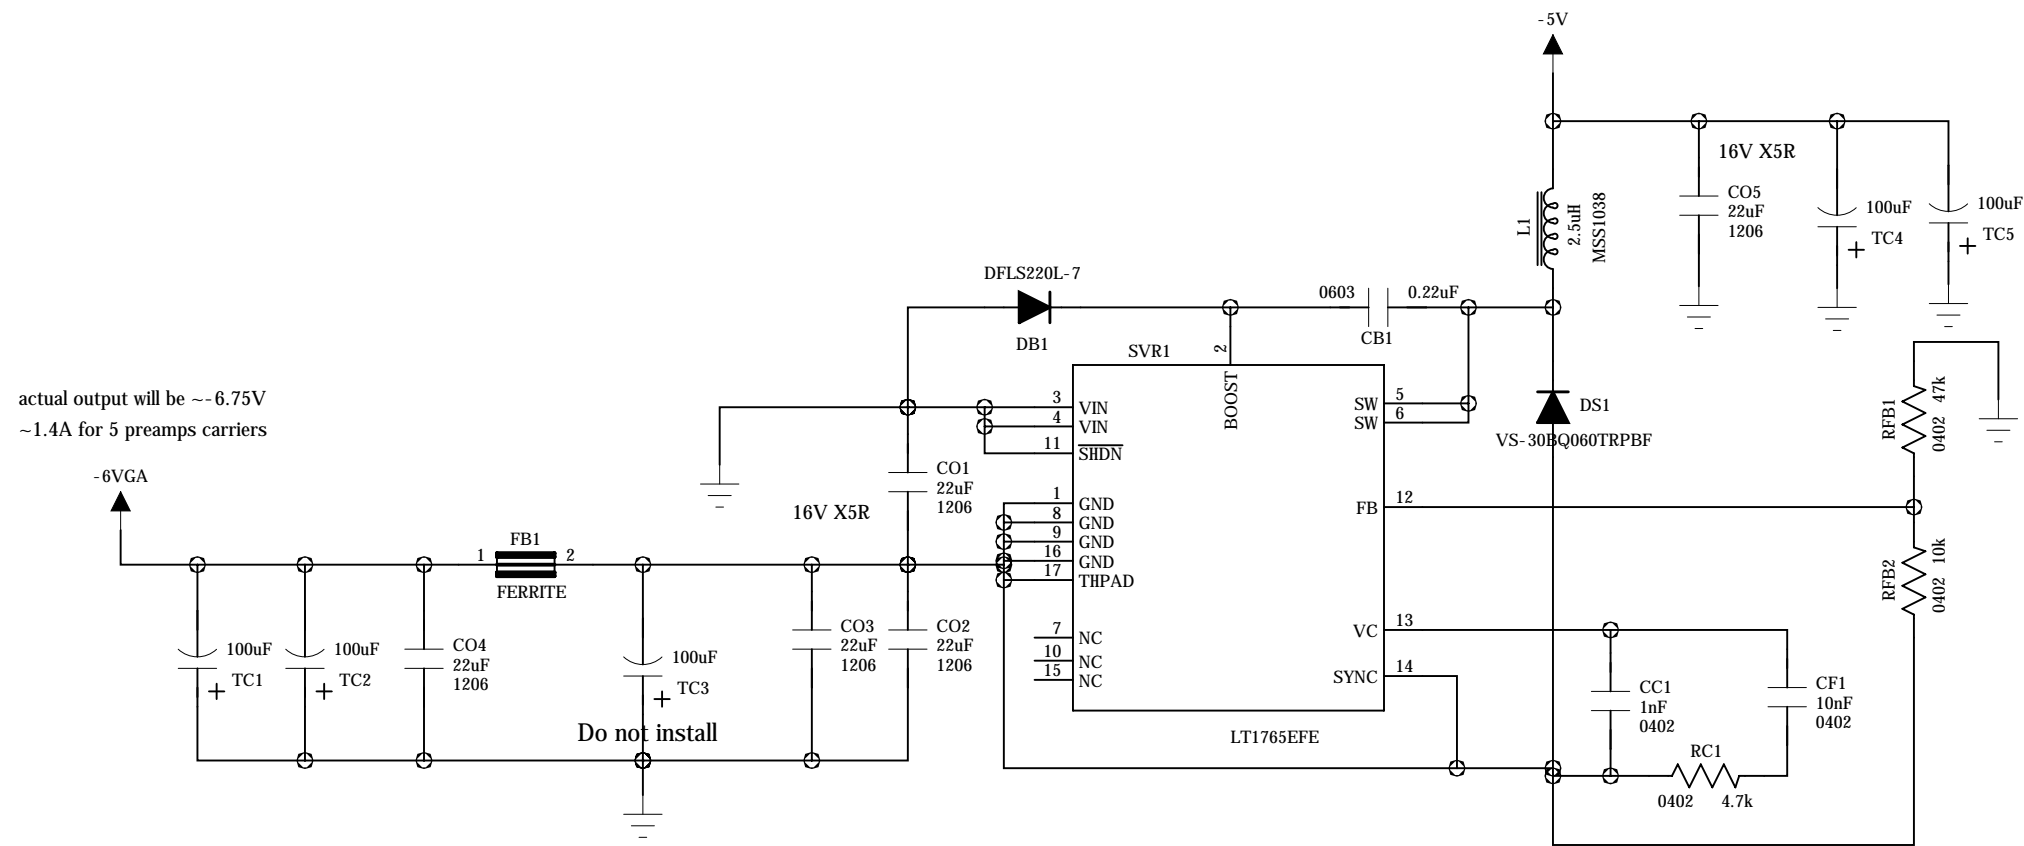 -5V
16V X5R
CO5
22uF
1206
100uF
TC4
100uF
TC5
L1
2.5uH
MSS1038
DFLS220L-7
DB1
0603
0.22uF
CB1
SVR1
2
BOOST
3
VIN
4
VIN
11
SHDN
1
GND
8
GND
9
GND
16
GND
17
THPAD
7
NC
10
NC
15
NC
SW
5
SW
6
FB
12
VC
13
SYNC
14
LT1765EFE
DS1
VS-30BQ060TRPBF
RFB1
0402 47k
RFB2
0402 10k
actual output will be ~-6.75V
~1.4A for 5 preamps carriers
-6VGA
16V X5R
CO1
22uF
1206
FB1
1
2
FERRITE
100uF
TC1
100uF
TC2
CO4
22uF
1206
100uF
TC3
Do not install
CO3
22uF
1206
CO2
22uF
1206
CC1
1nF
0402
CF1
10nF
0402
RC1
0402
4.7k